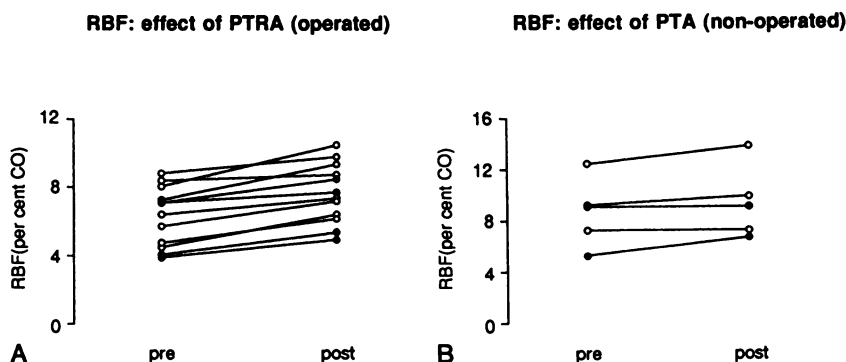 RBF: effect of PTRA (operated)
RBF(per cent CO)
12
8
4
0
pre
post
A
RBF: effect of PTA (non-operated)
RBF(per cent CO)
16
12
8
4
0
pre
post
B